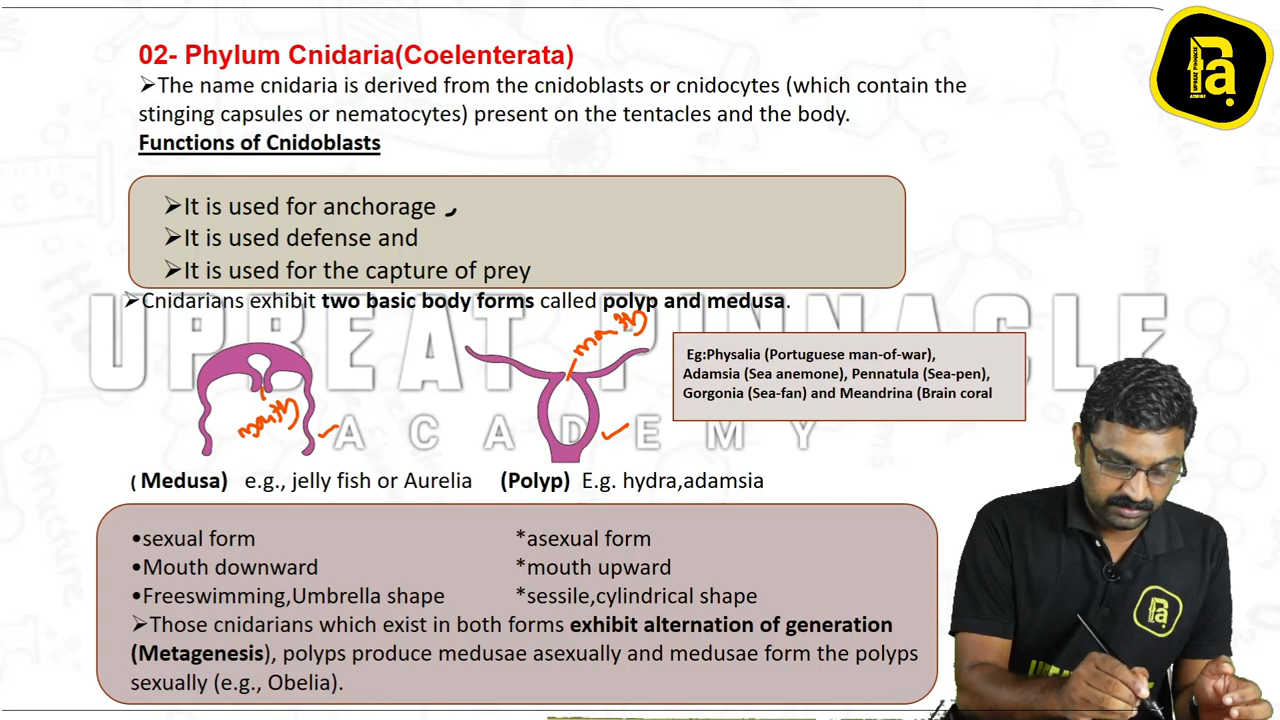 02- Phylum Cnidaria(Coelenterata)
➢The name cnidaria is derived from the cnidoblasts or cnidocytes (which contain the
stinging capsules or nematocytes) present on the tentacles and the body.
Functions of Cnidoblasts
➢It is used for anchorage
➢It is used defense and
➢It is used for the capture of prey
➢Cnidarians exhibit two basic body forms called polyp and medusa.
UPBEAT PINNACLE
ACADEMY
mouth
mouth
Eg:Physalia (Portuguese man-of-war),
Adamsia (Sea anemone), Pennatula (Sea-pen),
Gorgonia (Sea-fan) and Meandrina (Brain coral
( Medusa) e.g., jelly fish or Aurelia (Polyp) E.g. hydra,adamsia
•sexual form *asexual form
•Mouth downward *mouth upward
•Freeswimming,Umbrella shape *sessile,cylindrical shape
➢Those cnidarians which exist in both forms exhibit alternation of generation
(Metagenesis), polyps produce medusae asexually and medusae form the polyps
sexually (e.g., Obelia).